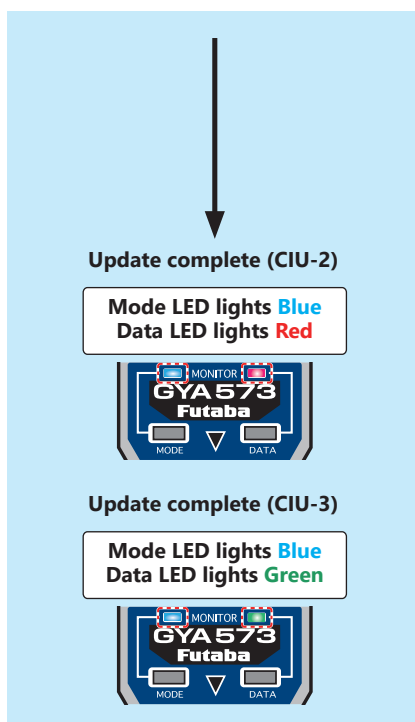 Update complete (CIU-2)
Mode LED lights Blue
Data LED lights Red
MONITOR
GYA573
Futaba
MODE DATA
Update complete (CIU-3)
Mode LED lights Blue
Data LED lights Green
MONITOR
GYA573
Futaba
MODE DATA